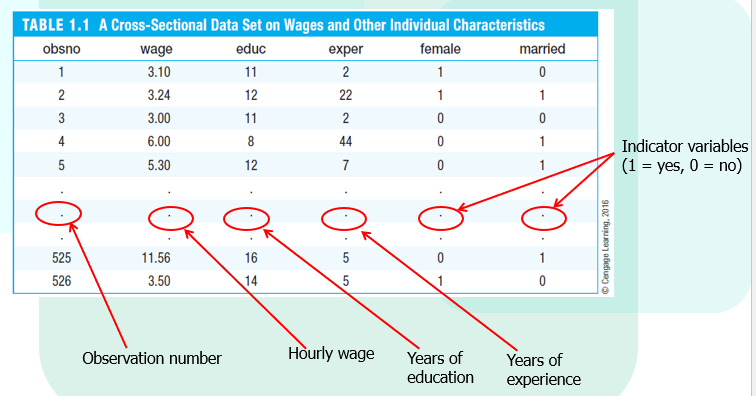 TABLE 1.1 A Cross-Sectional Data Set on Wages and Other Individual Characteristics
obsno wage educ exper female married
1 3.10 11 2 1 0
2 3.24 12 22 1 1
3 3.00 11 2 0 0
4 6.00 8 44 0 1
5 5.30 12 7 0 1
. . . . . .
. . . . . .
. . . . . .
525 11.56 16 5 0 1
526 3.50 14 5 1 0
© Cengage Learning, 2016
Indicator variables
(1 = yes, 0 = no)
Observation number
Hourly wage
Years of
education
Years of
experience